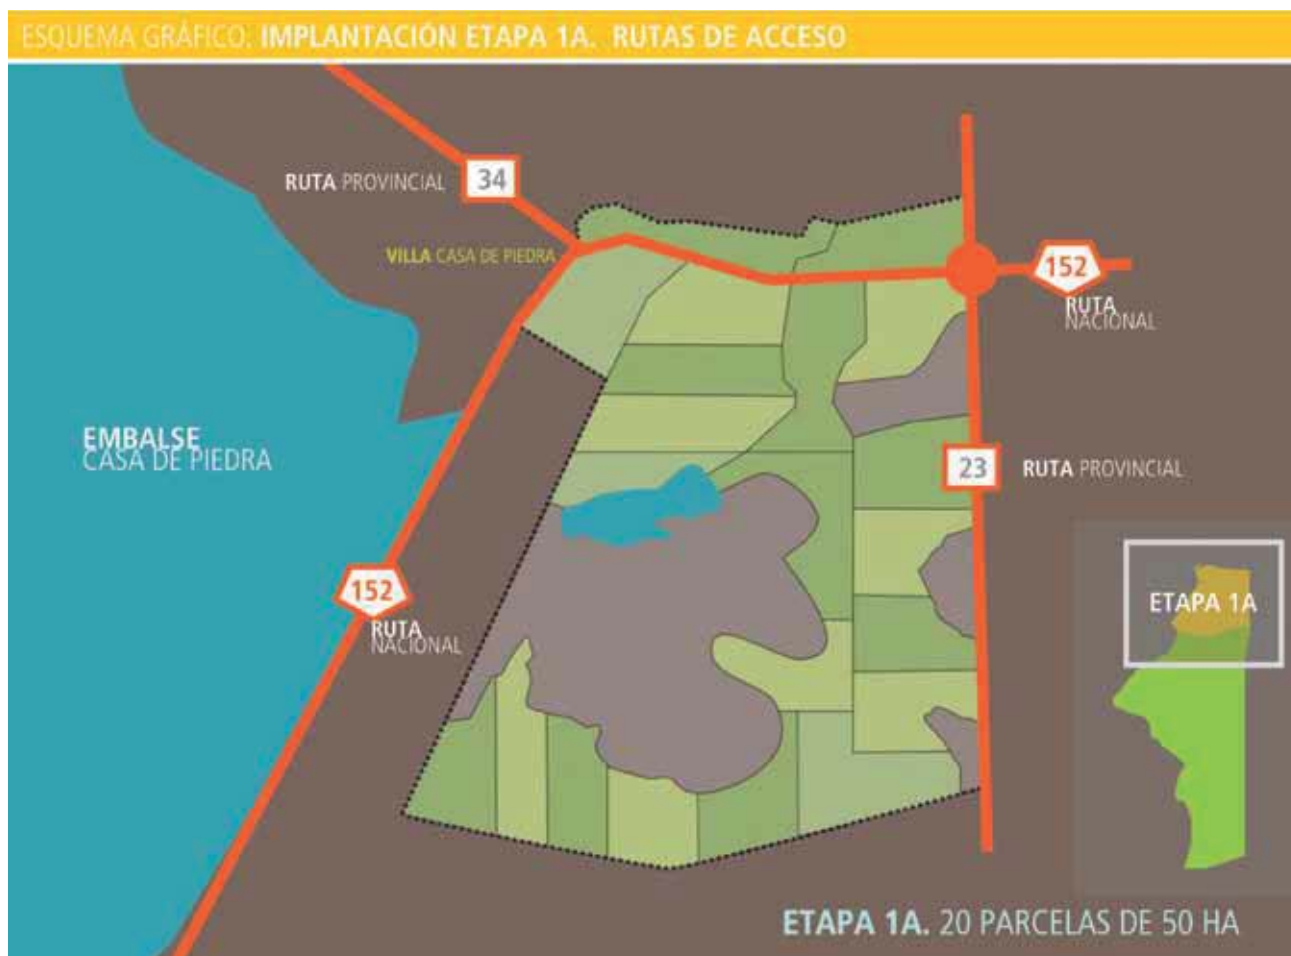 ESQUEMA GRÁFICO. IMPLANTACIÓN ETAPA 1A. RUTAS DE ACCESO
RUTA PROVINCIAL
34
VILLA CASA DE PIEDRA
152
RUTA
NACIONAL
EMBALSE
CASA DE PIEDRA
23
RUTA PROVINCIAL
152
RUTA
NACIONAL
ETAPA 1A
ETAPA 1A. 20 PARCELAS DE 50 HA